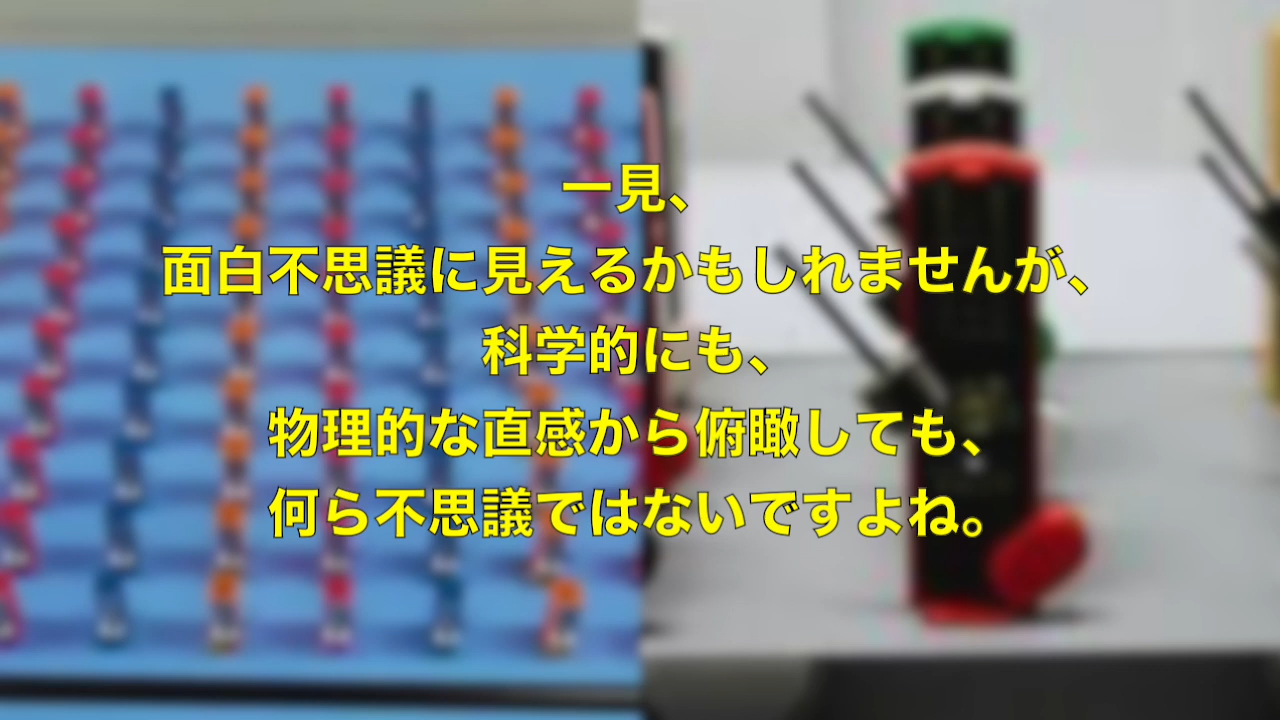 一見、
面白不思議に見えるかもしれませんが、
科学的にも、
物理的な直感から俯瞰しても、
何ら不思議ではないですよね。